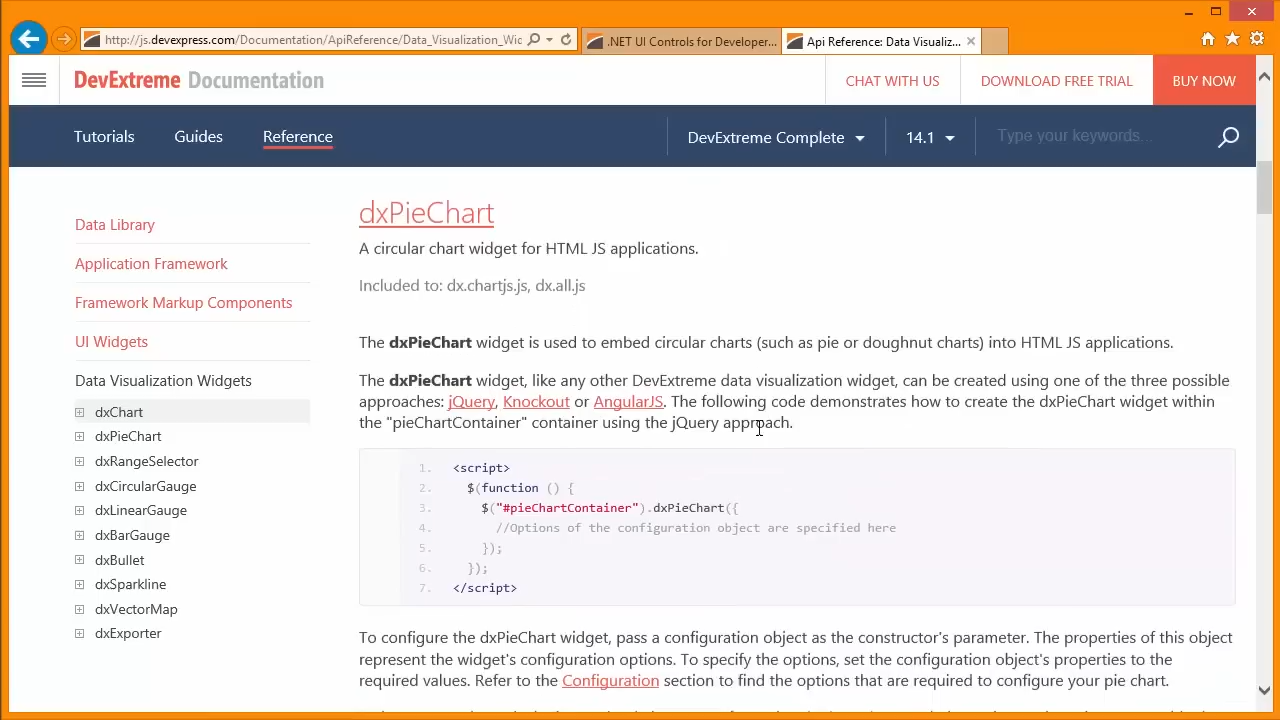 http://js.devexpress.com/Documentation/ApiReference/Data_Visualization_Wid
.NET UI Controls for Developer...
Api Reference: Data Visualiz...
DevExtreme Documentation
CHAT WITH US
DOWNLOAD FREE TRIAL
BUY NOW
Tutorials
Guides
Reference
DevExtreme Complete
14.1
Type your keywords...
Data Library
Application Framework
Framework Markup Components
UI Widgets
Data Visualization Widgets
dxChart
dxPieChart
dxRangeSelector
dxCircularGauge
dxLinearGauge
dxBarGauge
dxBullet
dxSparkline
dxVectorMap
dxExporter
dxPieChart
A circular chart widget for HTML JS applications.
Included to: dx.chartjs.js, dx.all.js
The dxPieChart widget is used to embed circular charts (such as pie or doughnut charts) into HTML JS applications.
The dxPieChart widget, like any other DevExtreme data visualization widget, can be created using one of the three possible
approaches: jQuery, Knockout or AngularJS. The following code demonstrates how to create the dxPieChart widget within
the "pieChartContainer" container using the jQuery approach.
1. <script>
2. $(function () {
3. $("#pieChartContainer").dxPieChart({
4. //Options of the configuration object are specified here
5. });
6. });
7. </script>
To configure the dxPieChart widget, pass a configuration object as the constructor's parameter. The properties of this object
represent the widget's configuration options. To specify the options, set the configuration object's properties to the
required values. Refer to the Configuration section to find the options that are required to configure your pie chart.